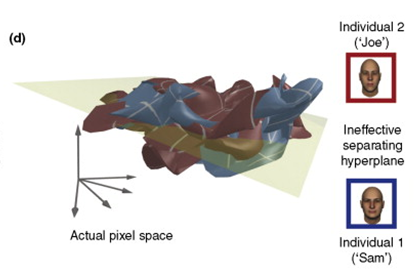 (d)
Individual 2
('Joe')
Ineffective
separating
hyperplane
Actual pixel space
Individual 1
('Sam')